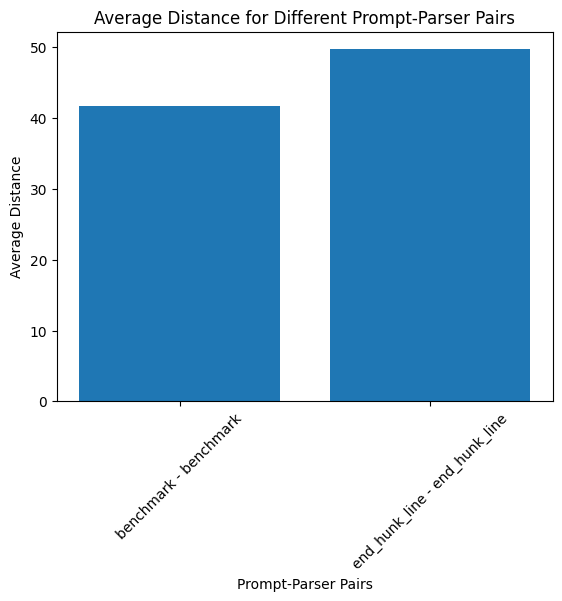 Average Distance for Different Prompt-Parser Pairs
50
40
30
20
10
0
Average Distance
benchmark - benchmark
end_hunk_line - end_hunk_line
Prompt-Parser Pairs